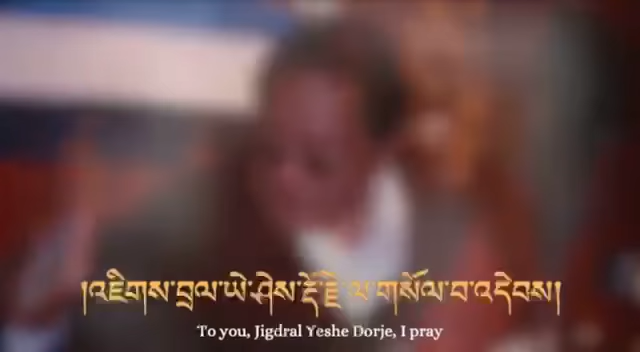 །འཇིགས་བྲལ་ཡེ་ཤེས་རྡོ་རྗེ་ལ་གསོལ་བ་འདེབས།
To you, Jigdral Yeshe Dorje, I pray